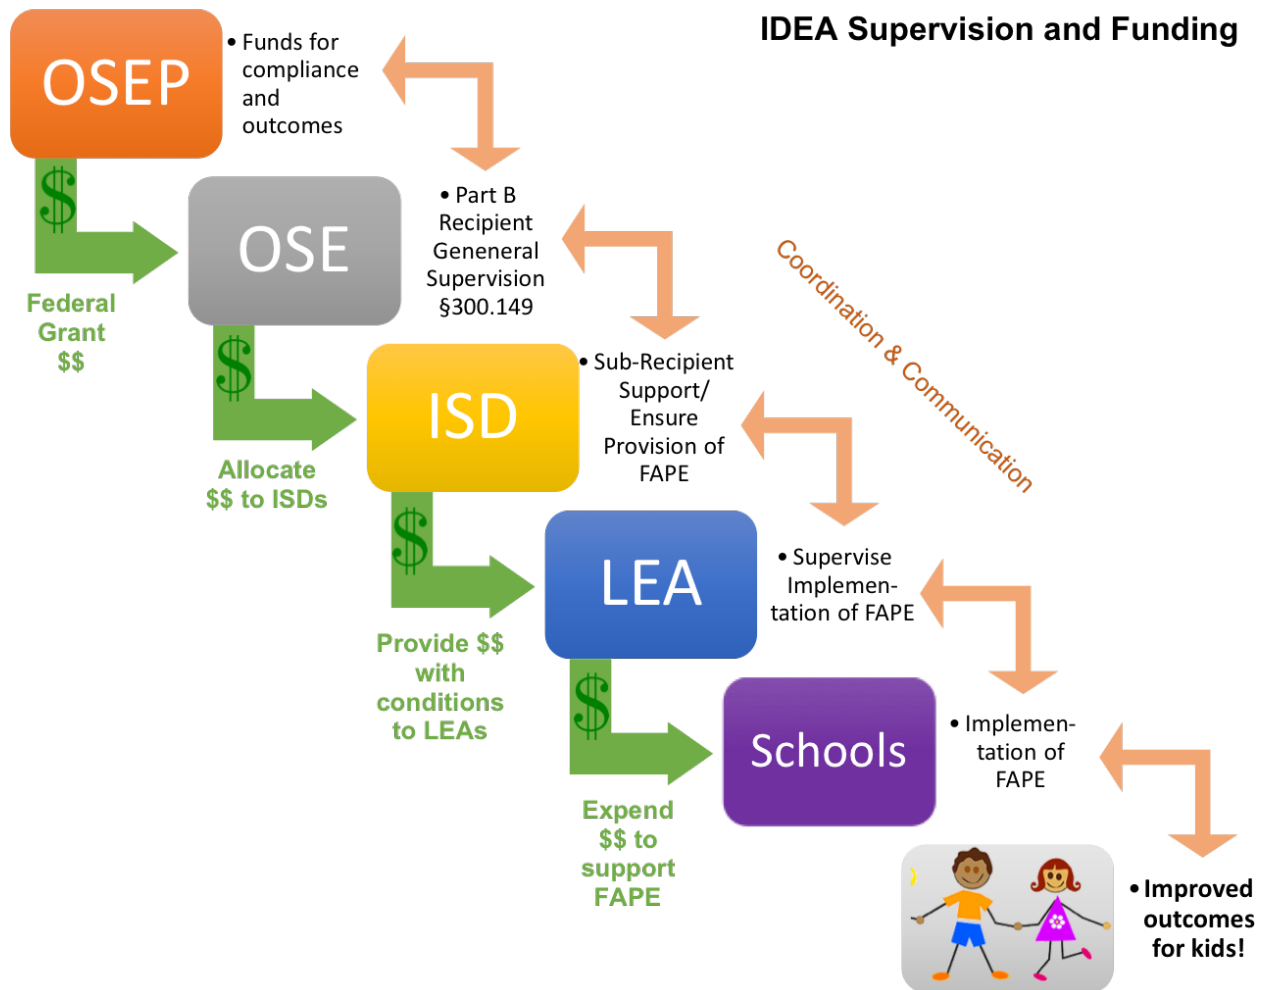 IDEA Supervision and Funding
OSEP
• Funds for
compliance
and
outcomes
$
Federal
Grant
$$
OSE
• Part B
Recipient
Geneneral
Supervision
§300.149
$
Allocate
$$ to ISDs
ISD
• Sub-Recipient
Support/
Ensure
Provision of
FAPE
Coordination & Communication
$
Provide $$
with
conditions
to LEAs
LEA
• Supervise
Implemen-
tation of FAPE
$
Expend
$$ to
support
FAPE
Schools
• Implemen-
tation of
FAPE
• Improved
outcomes
for kids!